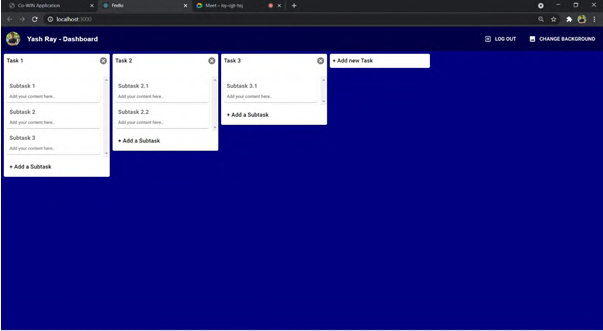 Co-WIN Application
Trello
Meet – 
localhost:3000
Yash Ray - Dashboard
LOG OUT
CHANGE BACKGROUND
Task 1
Subtask 1
Add your content here..
Subtask 2
Add your content here..
Subtask 3
Add your content here..
+ Add a Subtask
Task 2
Subtask 2.1
Add your content here..
Subtask 2.2
Add your content here..
+ Add a Subtask
Task 3
Subtask 3.1
Add your content here..
+ Add a Subtask
+ Add new Task